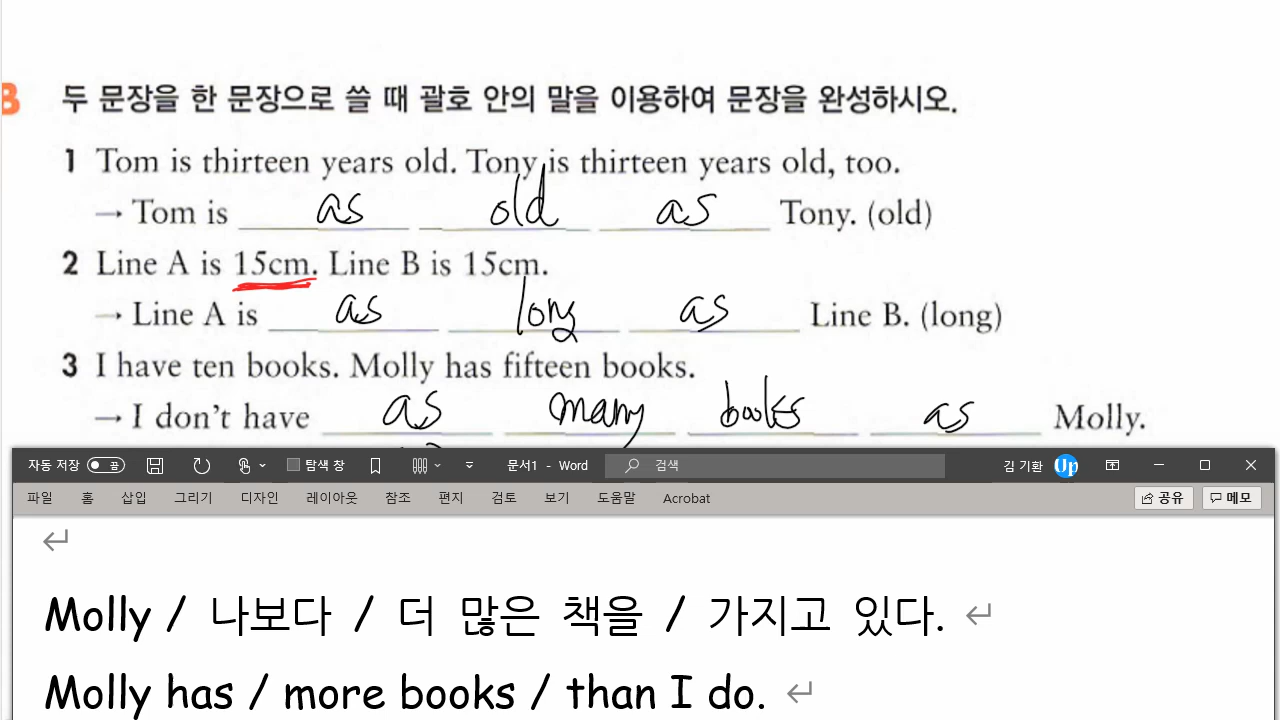 B 두 문장을 한 문장으로 쓸 때 괄호 안의 말을 이용하여 문장을 완성하시오.
1 Tom is thirteen years old. Tony is thirteen years old, too.
→ Tom is as old as Tony. (old)
2 Line A is 15cm. Line B is 15cm.
→ Line A is as long as Line B. (long)
3 I have ten books. Molly has fifteen books.
→ I don't have as many books as Molly.
자동 저장 끔 탐색 창 문서1 - Word 검색 김 기환 Up
파일 홈 삽입 그리기 디자인 레이아웃 참조 편지 검토 보기 도움말 Acrobat 공유 메모
Molly / 나보다 / 더 많은 책을 / 가지고 있다.
Molly has / more books / than I do.